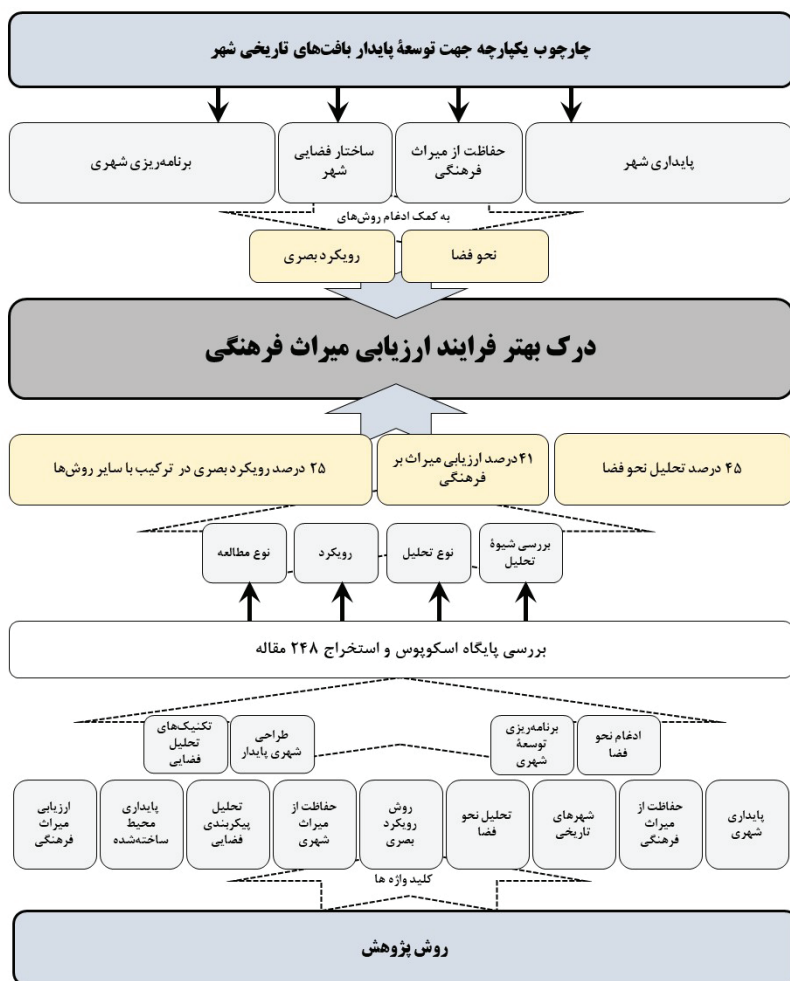 چارچوب یکپارچه جهت توسعهٔ پایدار بافت‌های تاریخی شهر
پایداری شهر
حفاظت از میراث
فرهنگی
ساختار فضایی
شهر
برنامه‌ریزی شهری
به کمک ادغام روش‌های
نحو فضا
رویکرد بصری
درک بهتر فرایند ارزیابی میراث فرهنگی
۴۵ درصد تحلیل نحو فضا
۴۱درصد ارزیابی میراث بر
فرهنگی
۲۵ درصد رویکرد بصری در ترکیب با سایر روش‌ها
بررسی شیوهٔ
تحلیل
نوع تحلیل
رویکرد
نوع مطالعه
بررسی پایگاه اسکوپوس و استخراج ۲۴۸ مقاله
ادغام نحو
فضا
برنامه‌ریزی
توسعهٔ
شهری
طراحی
شهری پایدار
تکنیک‌های
تحلیل
فضایی
پایداری
شهری
حفاظت از
میراث
فرهنگی
شهرهای
تاریخی
تحلیل نحو
فضا
روش
رویکرد
بصری
حفاظت از
میراث
شهری
تحلیل
پیکربندی
فضایی
پایداری
محیط
ساخته‌شده
ارزیابی
میراث
فرهنگی
کلید واژه ها
روش پژوهش